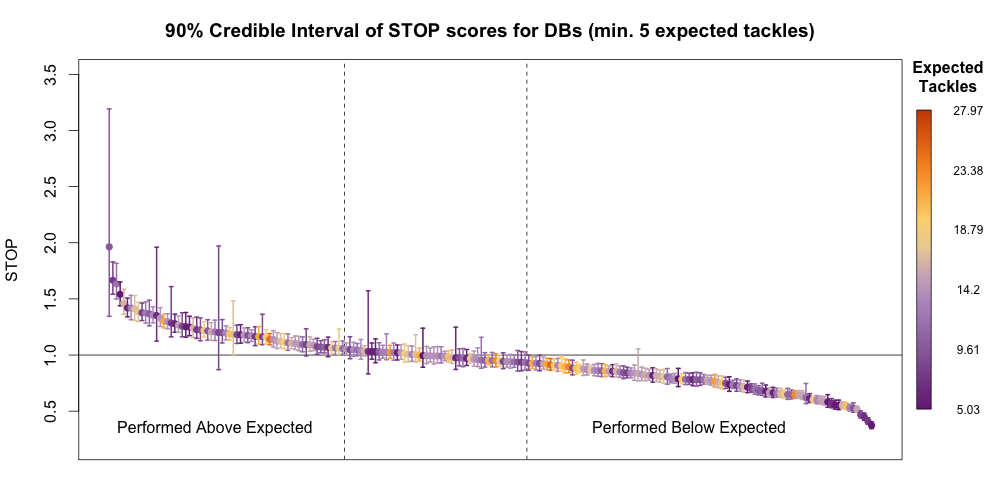 90% Credible Interval of STOP scores for DBs (min. 5 expected tackles)
Expected
Tackles
27.97
23.38
18.79
14.2
9.61
5.03
STOP
3.5
3.0
2.5
2.0
1.5
1.0
0.5
Performed Above Expected
Performed Below Expected